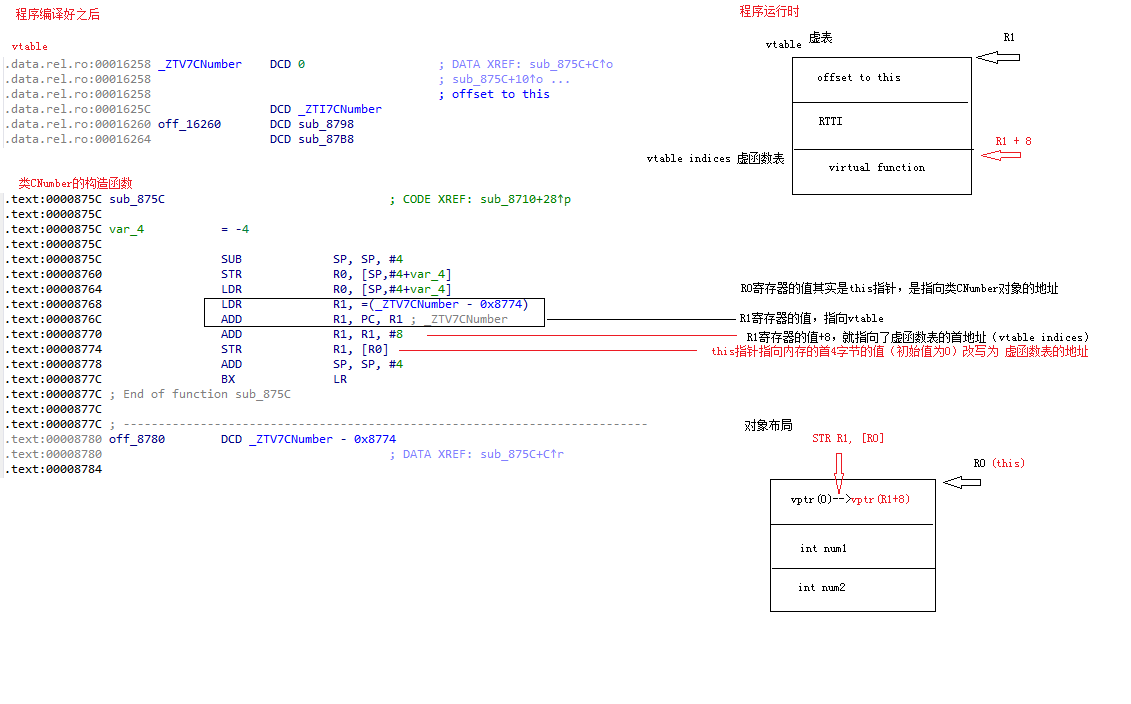 程序编译好之后
vtable
.data.rel.ro:00016258 _ZTV7CNumber DCD 0 ; DATA XREF: sub_875C+C↑o
.data.rel.ro:00016258 ; sub_875C+10↑o ...
.data.rel.ro:00016258 ; offset to this
.data.rel.ro:0001625C DCD _ZTI7CNumber
.data.rel.ro:00016260 off_16260 DCD sub_8798
.data.rel.ro:00016264 DCD sub_87B8
类CNumber的构造函数
.text:0000875C sub_875C ; CODE XREF: sub_8710+28↑p
.text:0000875C
.text:0000875C var_4 = -4
.text:0000875C
.text:0000875C SUB SP, SP, #4
.text:00008760 STR R0, [SP,#4+var_4]
.text:00008764 LDR R0, [SP,#4+var_4]
.text:00008768 LDR R1, =(_ZTV7CNumber - 0x8774)
.text:0000876C ADD R1, PC, R1 ; _ZTV7CNumber
.text:00008770 ADD R1, R1, #8
.text:00008774 STR R1, [R0]
.text:00008778 ADD SP, SP, #4
.text:0000877C BX LR
.text:0000877C ; End of function sub_875C
.text:0000877C
.text:0000877C ; ---------------------------------------------------------------------------
.text:00008780 off_8780 DCD _ZTV7CNumber - 0x8774
.text:00008780 ; DATA XREF: sub_875C+C↑r
.text:00008784
程序运行时
vtable 虚表
R1
offset to this
RTTI
R1 + 8
vtable indices 虚函数表
virtual function
R0寄存器的值其实是this指针，是指向类CNumber对象的地址
R1寄存器的值，指向vtable
R1寄存器的值+8，就指向了虚函数表的首地址（vtable indices）
this指针指向内存的首4字节的值（初始值为0）改写为 虚函数表的地址
对象布局
STR R1, [R0]
R0 (this)
vptr(0)-->vptr(R1+8)
int num1
int num2